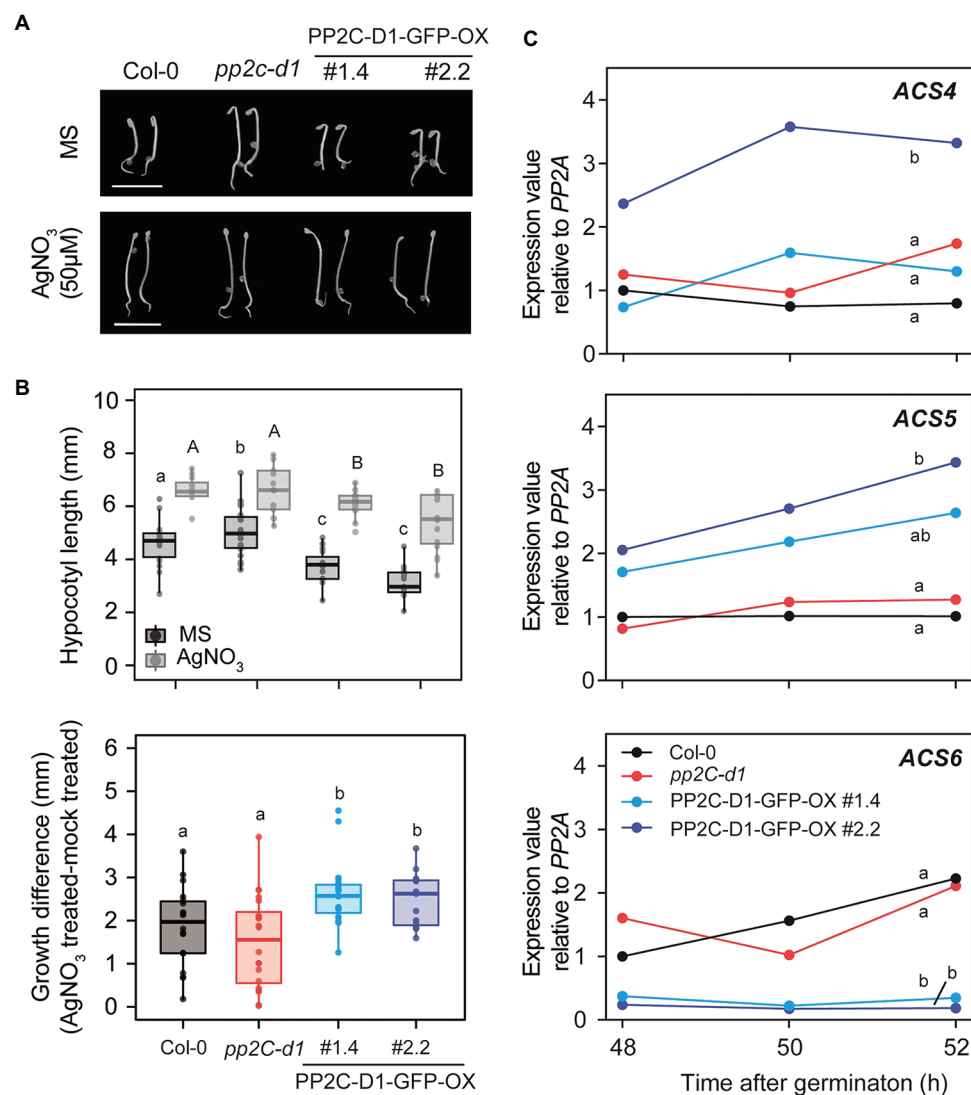 A
PP2C-D1-GFP-OX
Col-0 pp2c-d1 #1.4 #2.2
MS
AgNO3 (50µM)
B
Hypocotyl length (mm)
10
8
6
4
2
0
a A b A c B c B
MS
AgNO3
Growth difference (mm)
(AgNO3 treated-mock treated)
6
5
4
3
2
1
0
a a b b
Col-0 pp2C-d1 #1.4 #2.2
PP2C-D1-GFP-OX
C
ACS4
Expression value
relative to PP2A
4
3
2
1
0
b
a
a
a
ACS5
Expression value
relative to PP2A
4
3
2
1
0
b
ab
a
a
ACS6
Expression value
relative to PP2A
4
3
2
1
0
Col-0
pp2C-d1
PP2C-D1-GFP-OX #1.4
PP2C-D1-GFP-OX #2.2
a
a
b b
48 50 52
Time after germinaton (h)